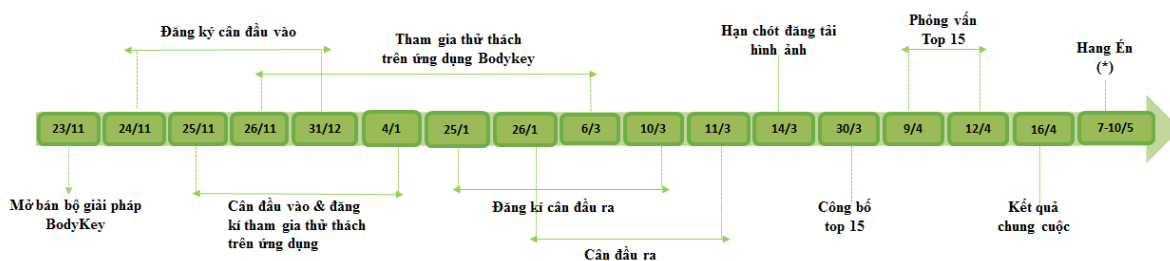 Đăng ký cân đầu vào
Tham gia thử thách
trên ứng dụng Bodykey
Hạn chót đăng tải
hình ảnh
Phỏng vấn
Top 15
Hang Én
(*)
23/11
24/11
25/11
26/11
31/12
4/1
25/1
26/1
6/3
10/3
11/3
14/3
30/3
9/4
12/4
16/4
7-10/5
Mở bán bộ giải pháp
BodyKey
Cân đầu vào & đăng
kí tham gia thử thách
trên ứng dụng
Đăng kí cân đầu ra
Cân đầu ra
Công bố
top 15
Kết quả
chung cuộc